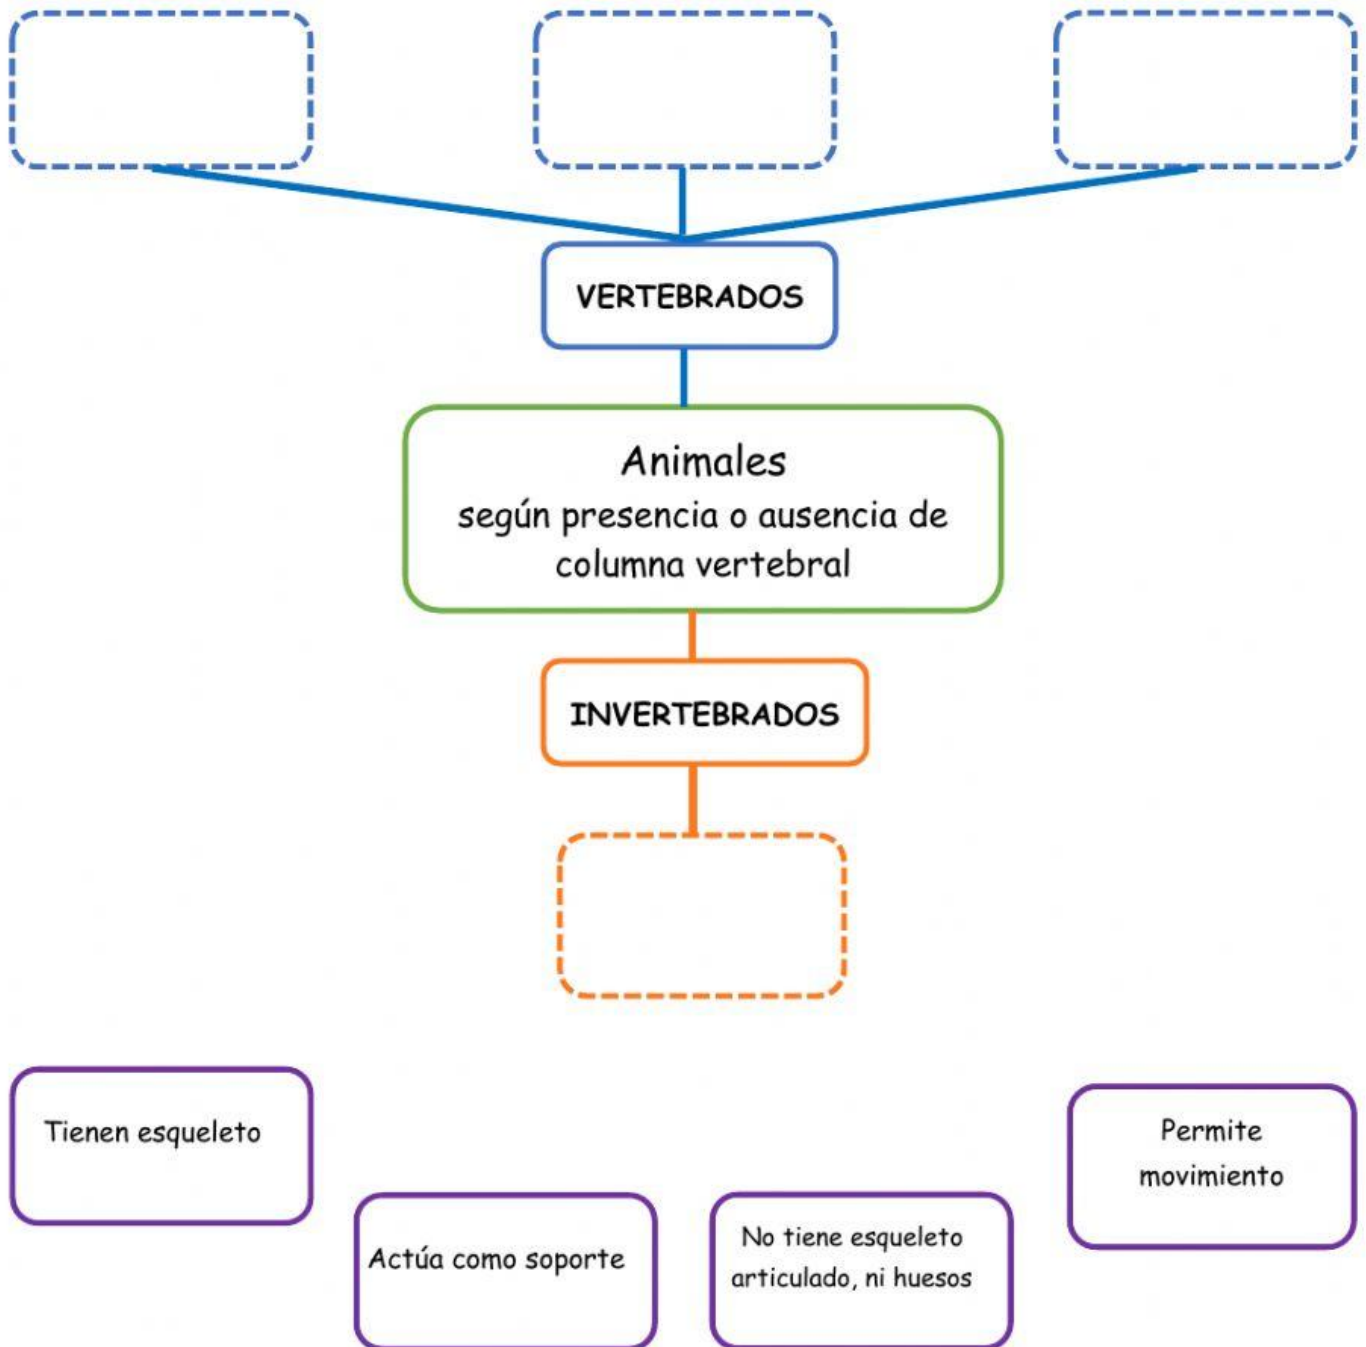 VERTEBRADOS
Animales
según presencia o ausencia de
columna vertebral
INVERTEBRADOS
Tienen esqueleto
Actúa como soporte
No tiene esqueleto
articulado, ni huesos
Permite
movimiento